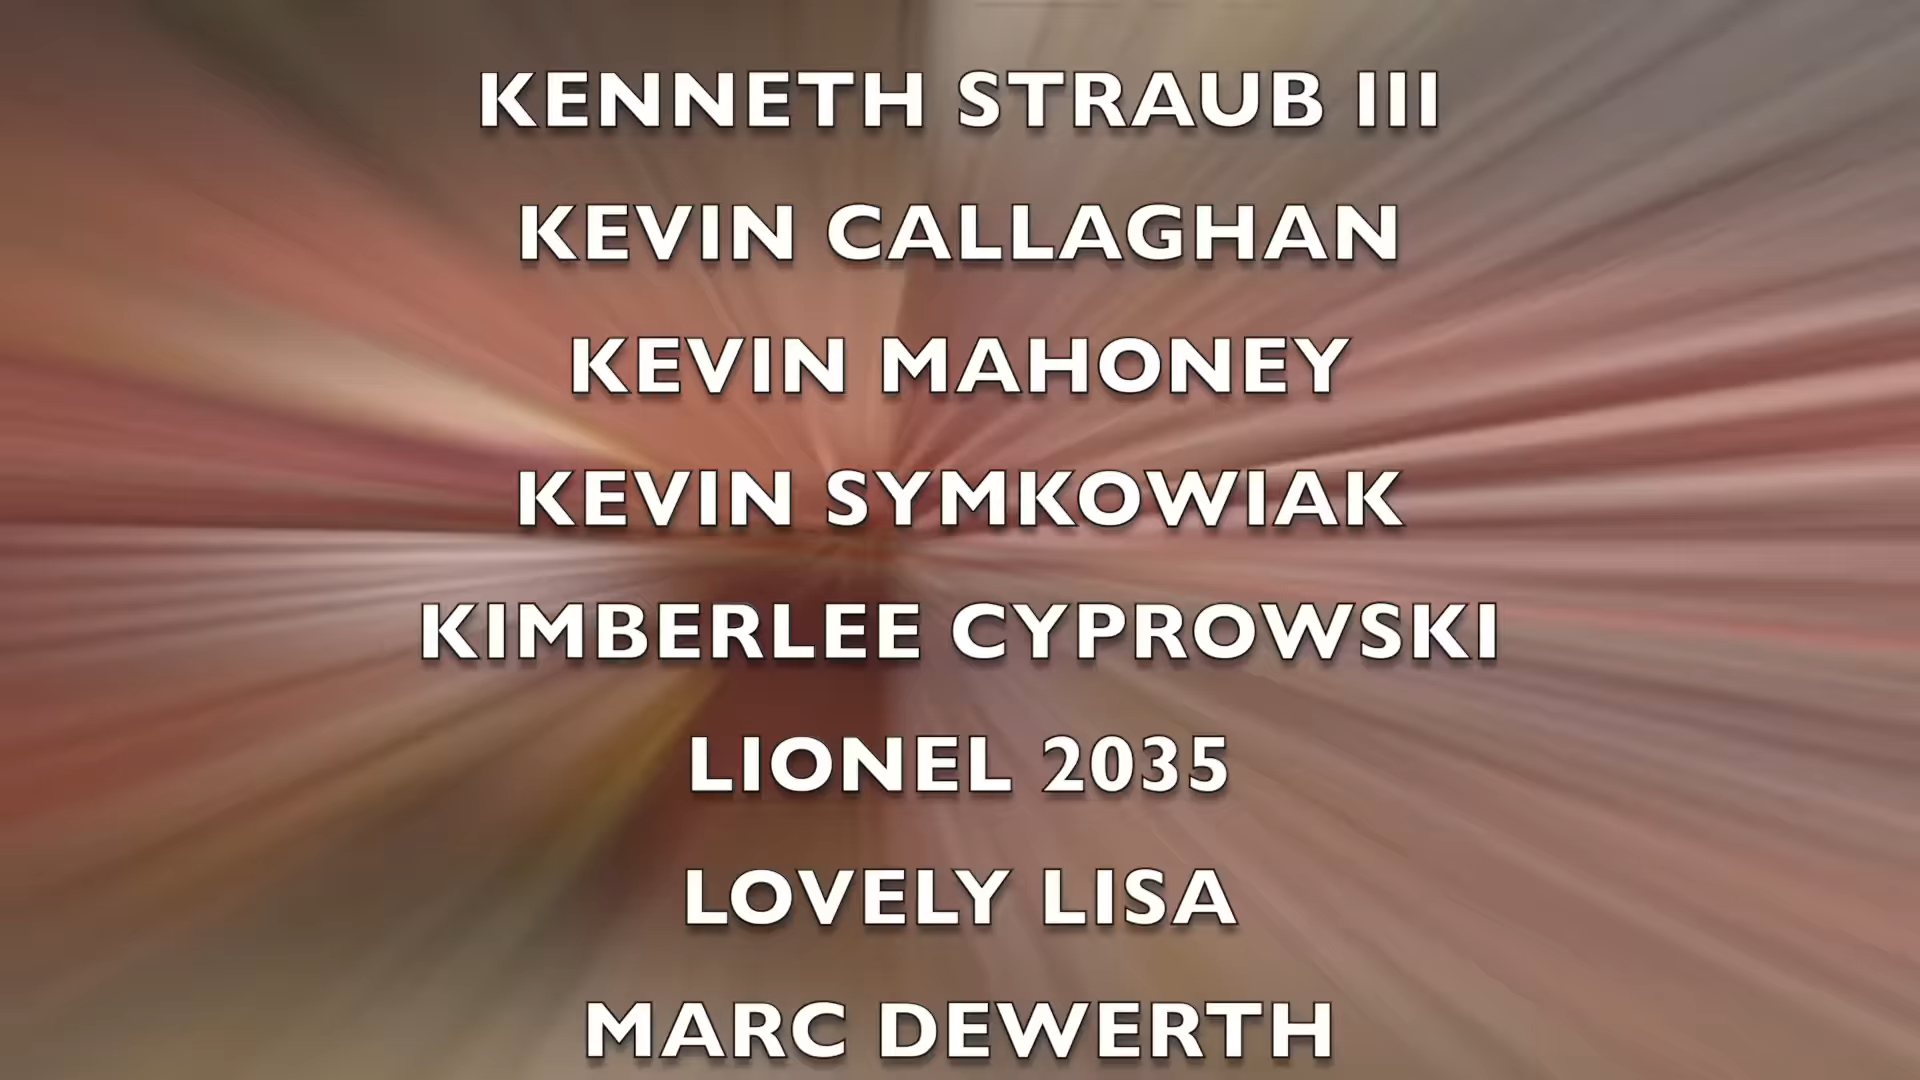 KENNETH STRAUB III
KEVIN CALLAGHAN
KEVIN MAHONEY
KEVIN SYMKOWIAK
KIMBERLEE CYPROWSKI
LIONEL 2035
LOVELY LISA
MARC DEWERTH